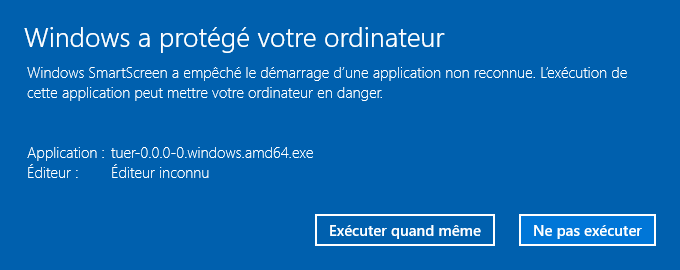 Windows a protégé votre ordinateur
Windows SmartScreen a empêché le démarrage d'une application non reconnue. L'exécution de
cette application peut mettre votre ordinateur en danger.
Application : tuer-0.0.0-0.windows.amd64.exe
Éditeur : Éditeur inconnu
Exécuter quand même Ne pas exécuter